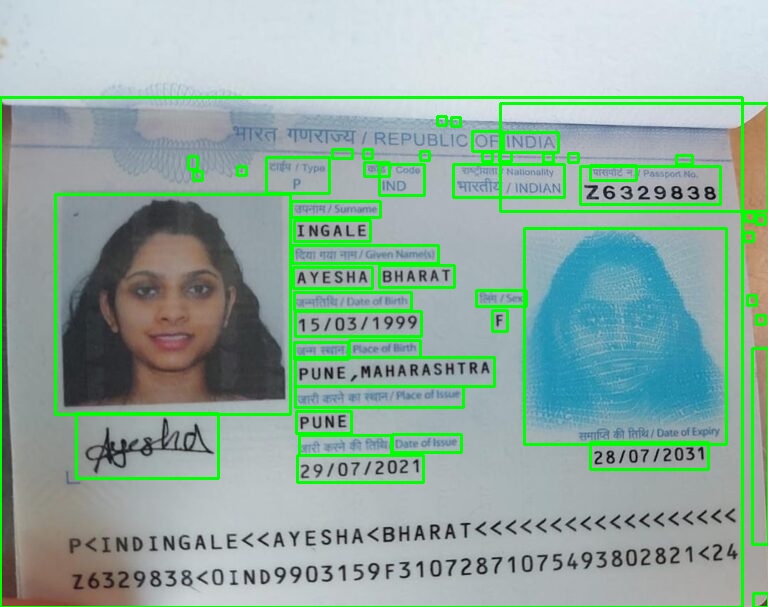 भारत गणराज्य / REPUBLIC OF INDIA
टाईप / Type कोड / Code राष्ट्रीयता / Nationality पासपोर्ट न. / Passport No.
P IND भारतीय / INDIAN Z6329838
उपनाम / Surname
INGALE
दिया गया नाम / Given Name(s)
AYESHA BHARAT
जन्मतिथि / Date of Birth लिंग / Sex
15/03/1999 F
जन्म स्थान / Place of Birth
PUNE,MAHARASHTRA
जारी करने का स्थान / Place of Issue
PUNE
जारी करने की तिथि / Date of Issue समाप्ति की तिथि / Date of Expiry
29/07/2021 28/07/2031
Ayesha
P<INDINGALE<<AYESHA<BHARAT<<<<<<<<<<<<<<<<<<
Z6329838<0IND9903159F31072871075493802821<24